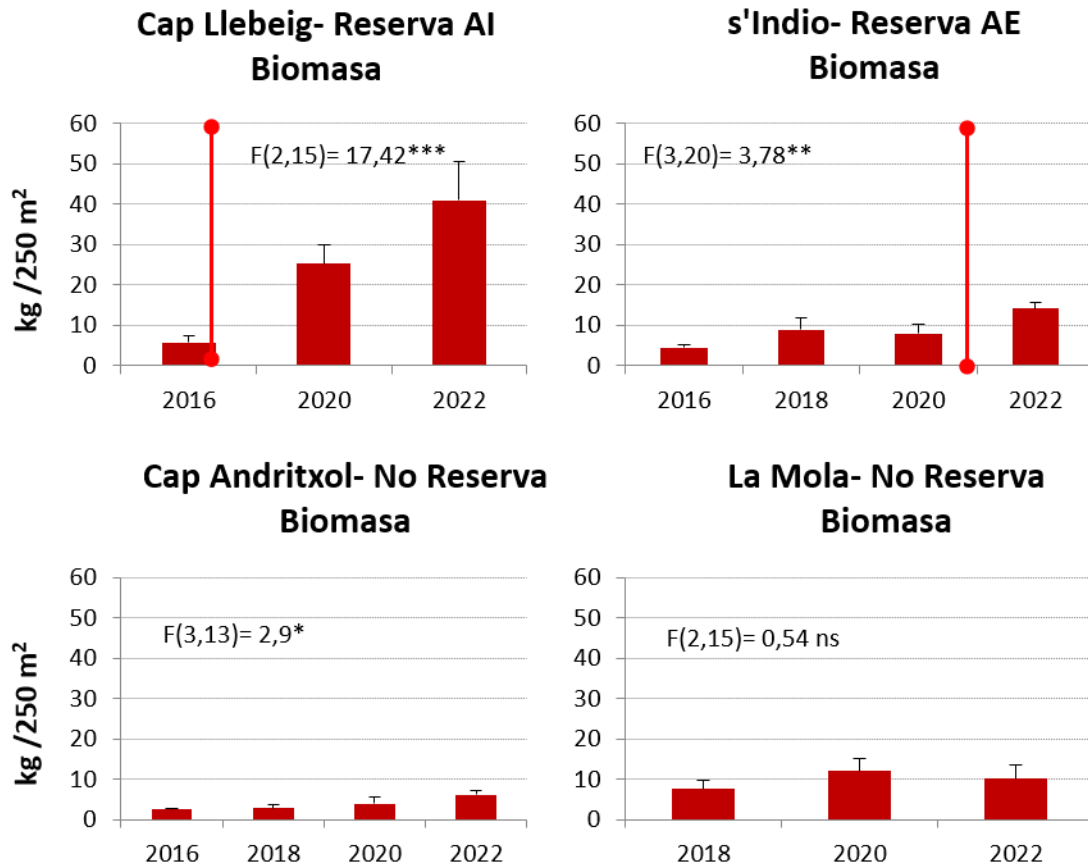 Cap Llebeig- Reserva AI
Biomasa
kg /250 m²
60
50
40
30
20
10
0
F(2,15)= 17,42***
2016 2020 2022
s'Indio- Reserva AE
Biomasa
60
50
40
30
20
10
0
F(3,20)= 3,78**
2016 2018 2020 2022
Cap Andritxol- No Reserva
Biomasa
kg /250 m²
60
50
40
30
20
10
0
F(3,13)= 2,9*
2016 2018 2020 2022
La Mola- No Reserva
Biomasa
60
50
40
30
20
10
0
F(2,15)= 0,54 ns
2018 2020 2022